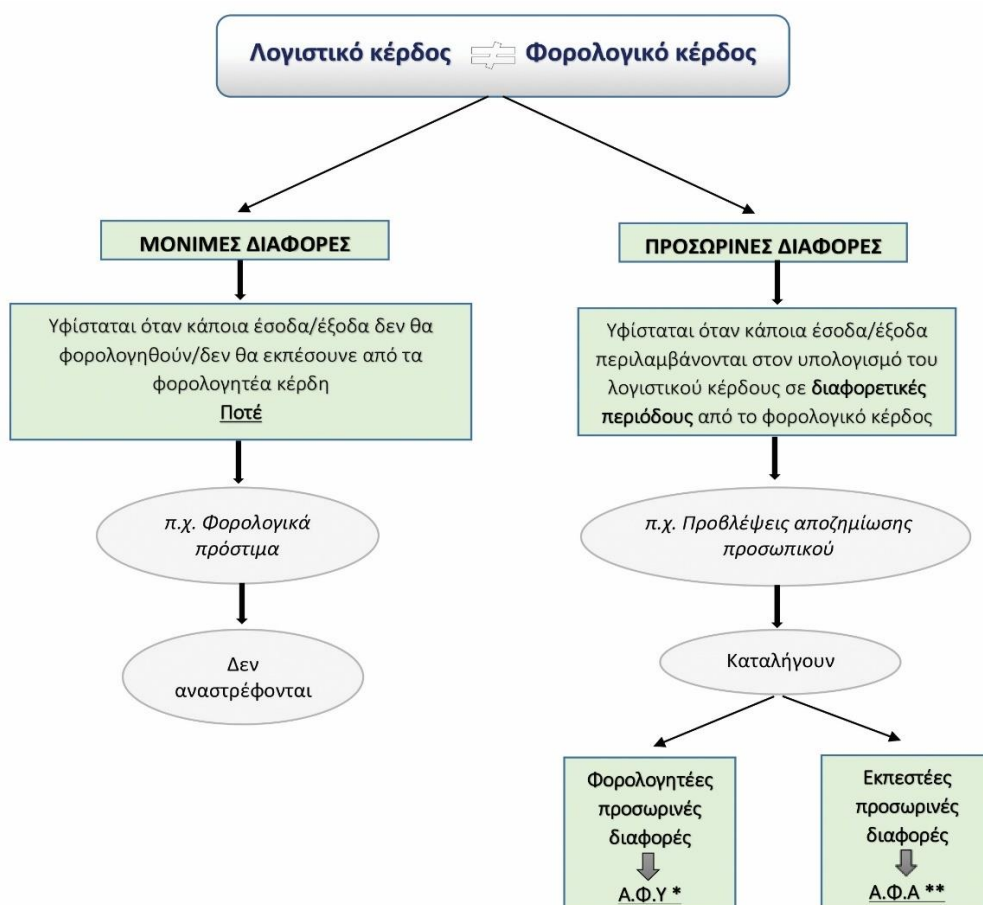 Λογιστικό κέρδος ≠ Φορολογικό κέρδος
ΜΟΝΙΜΕΣ ΔΙΑΦΟΡΕΣ
Υφίσταται όταν κάποια έσοδα/έξοδα δεν θα
φορολογηθούν/δεν θα εκπέσουνε από τα
φορολογητέα κέρδη
Ποτέ
π.χ. Φορολογικά
πρόστιμα
Δεν
αναστρέφονται
ΠΡΟΣΩΡΙΝΕΣ ΔΙΑΦΟΡΕΣ
Υφίσταται όταν κάποια έσοδα/έξοδα
περιλαμβάνονται στον υπολογισμό του
λογιστικού κέρδους σε διαφορετικές
περιόδους από το φορολογικό κέρδος
π.χ. Προβλέψεις αποζημίωσης
προσωπικού
Καταλήγουν
Φορολογητέες
προσωρινές
διαφορές
Α.Φ.Υ *
Εκπεστέες
προσωρινές
διαφορές
Α.Φ.Α **